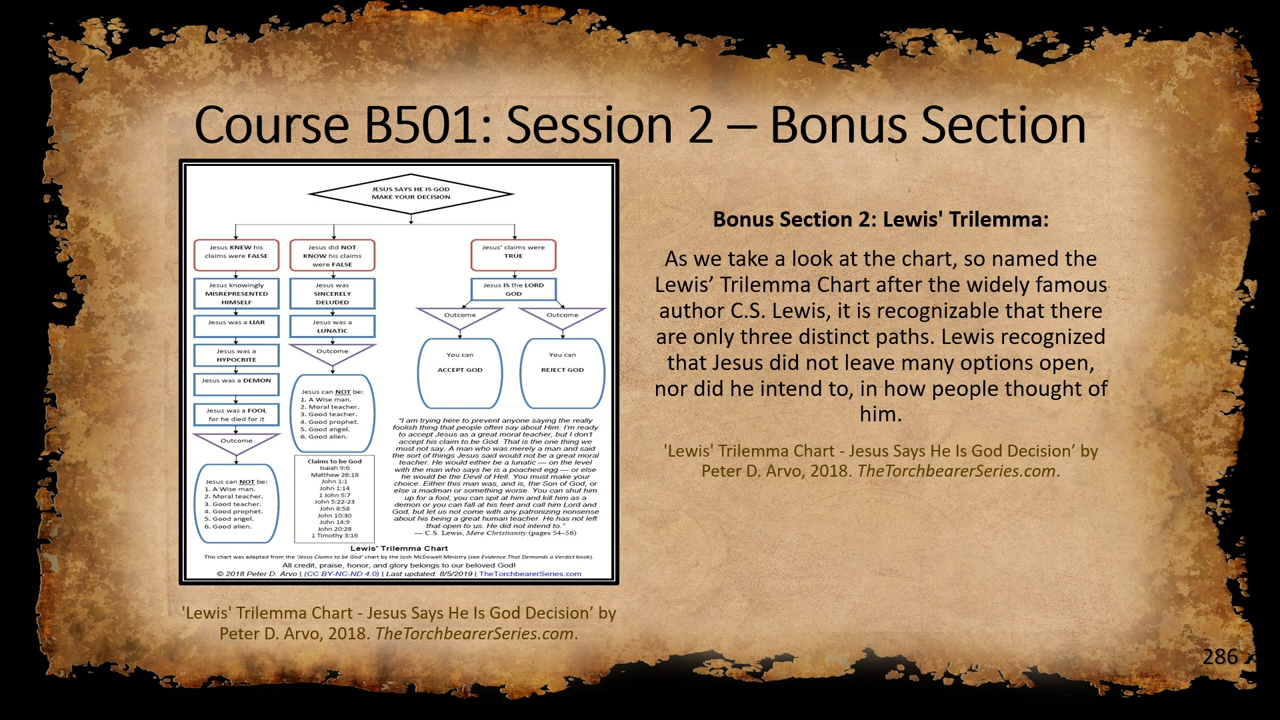 Course B501: Session 2 – Bonus Section
JESUS SAYS HE IS GOD
MAKE YOUR DECISION
Jesus KNEW his
claims were FALSE
Jesus knowingly
MISREPRESENTED
HIMSELF
Jesus was a LIAR
Jesus was a
HYPOCRITE
Jesus was a DEMON
Jesus was a FOOL
for he died for it
Outcome
Jesus can NOT be:
1. A Wise man.
2. Moral teacher.
3. Good teacher.
4. Good prophet.
5. Good angel.
6. Good alien.
Jesus did NOT
KNOW his claims
were FALSE
Jesus was
SINCERELY
DELUDED
Jesus was a
LUNATIC
Outcome
Jesus can NOT be:
1. A Wise man.
2. Moral teacher.
3. Good teacher.
4. Good prophet.
5. Good angel.
6. Good alien.
Claims to be God
Isaiah 9:6
Matthew 28:18
John 1:1
John 1:14
1 John 5:7
John 5:22-23
John 8:58
John 10:30
John 14:9
John 20:28
1 Timothy 3:16
Jesus' claims were
TRUE
Jesus IS the LORD
GOD
Outcome
You can
ACCEPT GOD
Outcome
You can
REJECT GOD
"I am trying here to prevent anyone saying the really
foolish thing that people often say about Him: I'm ready
to accept Jesus as a great moral teacher, but I don't
accept his claim to be God. That is the one thing we
must not say. A man who was merely a man and said
the sort of things Jesus said would not be a great moral
teacher. He would either be a lunatic — on the level
with the man who says he is a poached egg — or else
he would be the Devil of Hell. You must make your
choice. Either this man was, and is, the Son of God, or
else a madman or something worse. You can shut him
up for a fool, you can spit at him and kill him as a
demon or you can fall at his feet and call him Lord and
God, but let us not come with any patronizing nonsense
about his being a great human teacher. He has not left
that open to us. He did not intend to."
— C.S. Lewis, Mere Christianity (pages 54–56)
Lewis' Trilemma Chart
This chart was adapted from the 'Jesus Claims to be God' chart by the Josh McDowell Ministry (see Evidence That Demands a Verdict book).
All credit, praise, honor, and glory belongs to our beloved God!
© 2018 Peter D. Arvo | (CC BY-NC-ND 4.0) | Last updated: 8/5/2019 | TheTorchbearerSeries.com
'Lewis' Trilemma Chart - Jesus Says He Is God Decision’ by
Peter D. Arvo, 2018. TheTorchbearerSeries.com.
Bonus Section 2: Lewis' Trilemma:
As we take a look at the chart, so named the
Lewis’ Trilemma Chart after the widely famous
author C.S. Lewis, it is recognizable that there
are only three distinct paths. Lewis recognized
that Jesus did not leave many options open,
nor did he intend to, in how people thought of
him.
'Lewis' Trilemma Chart - Jesus Says He Is God Decision’ by
Peter D. Arvo, 2018. TheTorchbearerSeries.com.
286